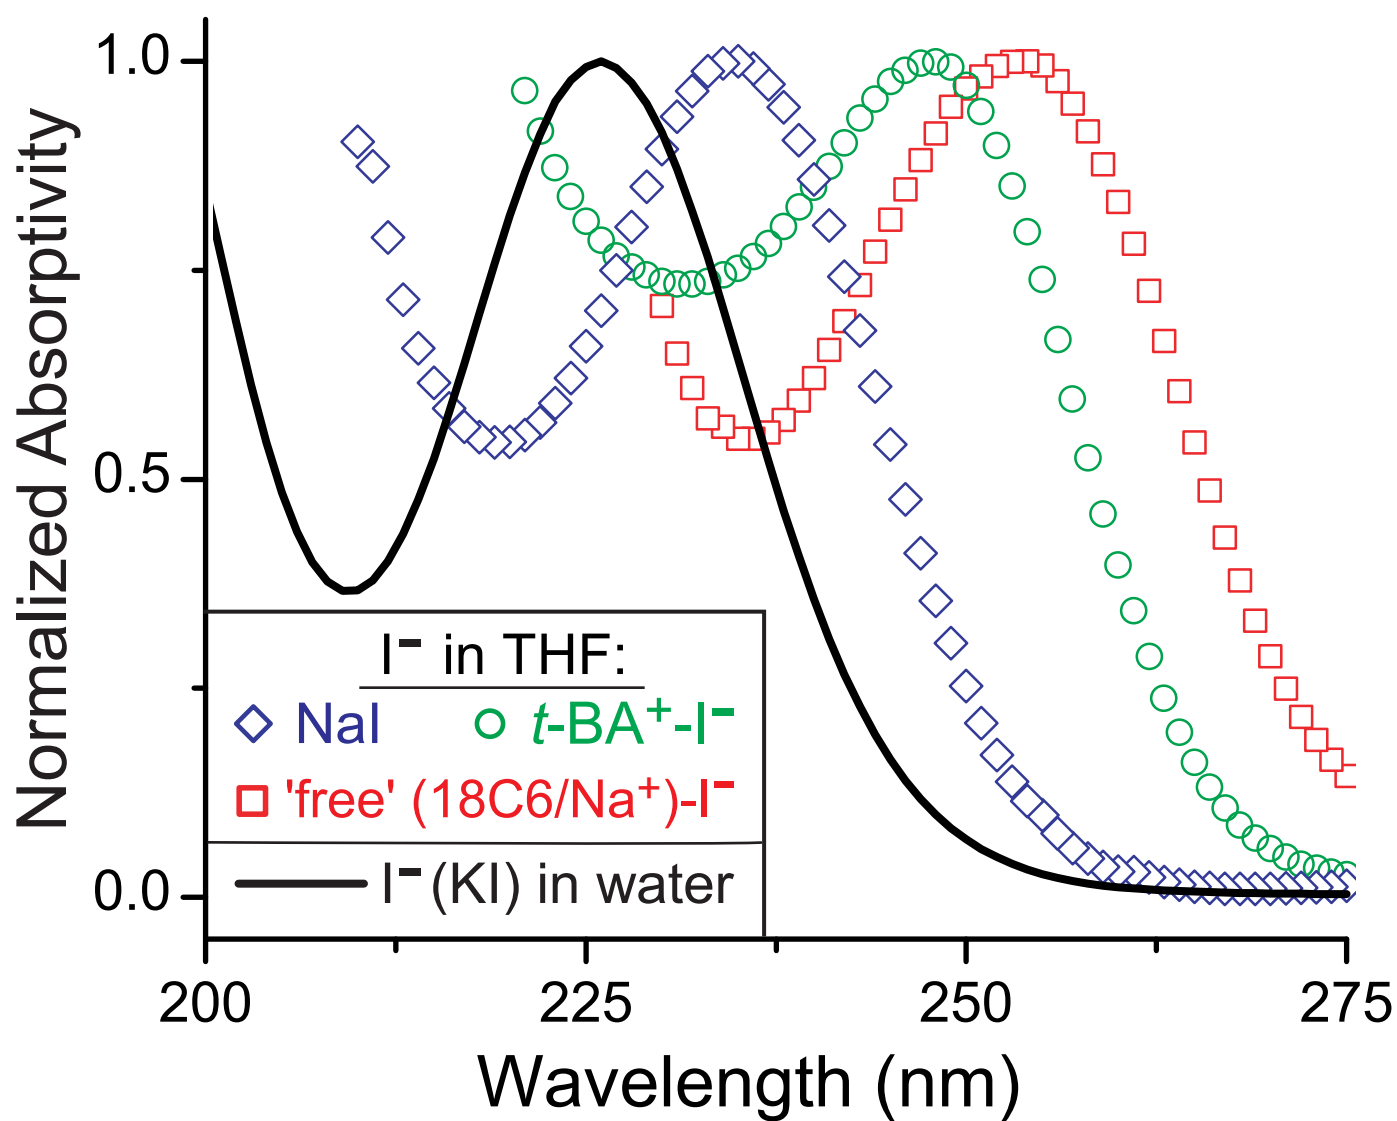 1.0
0.5
0.0
Normalized Absorptivity
I⁻ in THF:
NaI
t-BA⁺-I⁻
'free' (18C6/Na⁺)-I⁻
I⁻(KI) in water
200 225 250 275
Wavelength (nm)